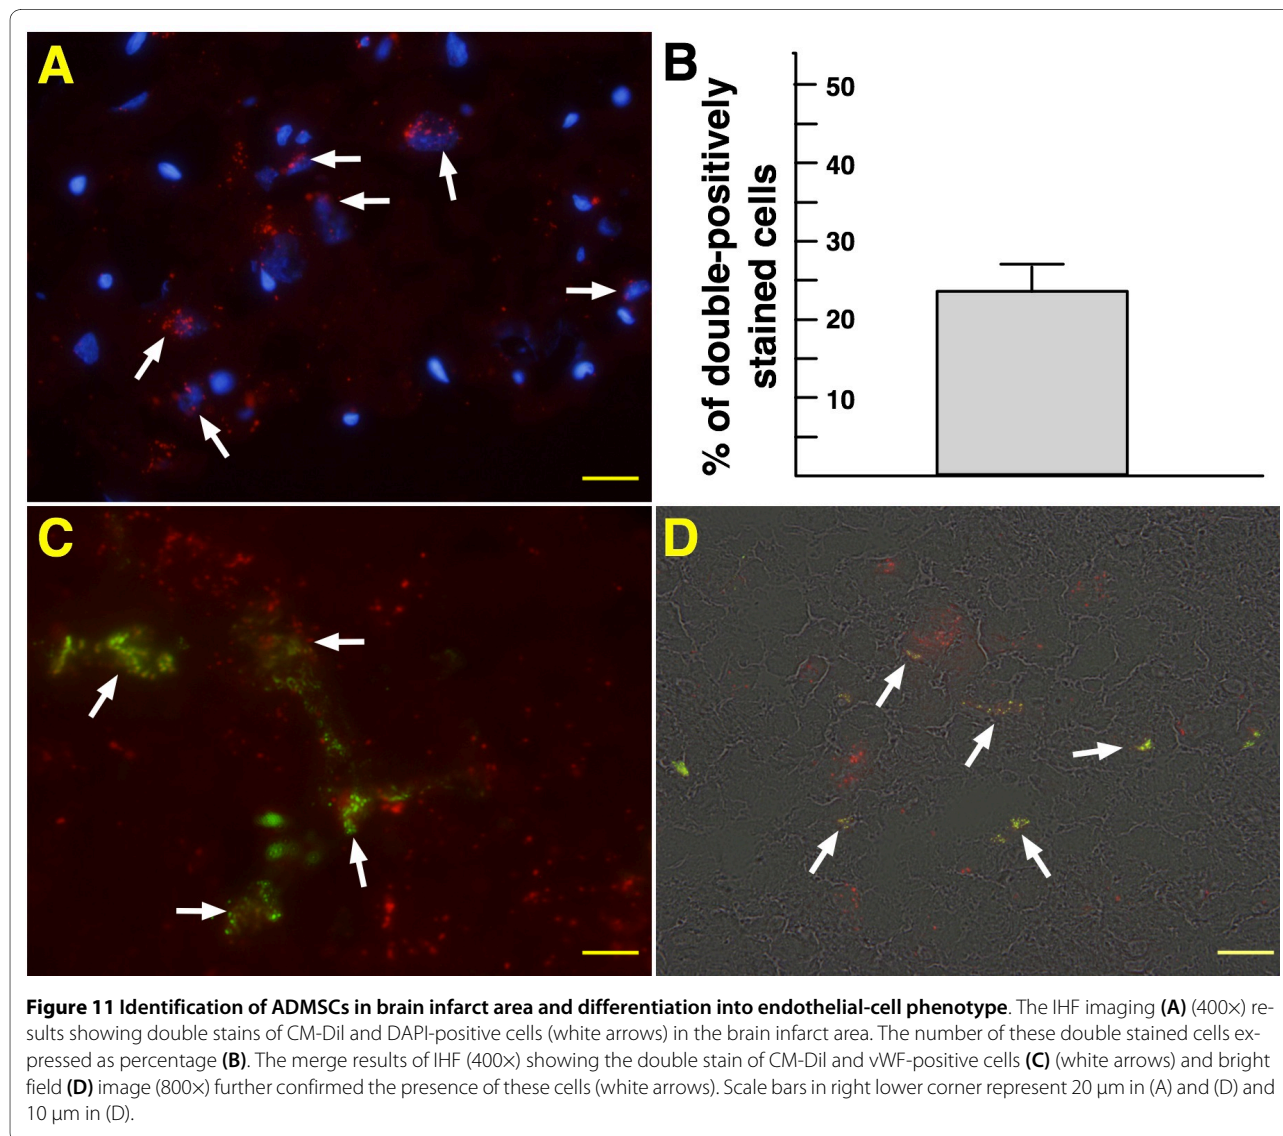 A
B
% of double-positively
stained cells
50
40
30
20
10
C
D
Figure 11 Identification of ADMSCs in brain infarct area and differentiation into endothelial-cell phenotype. The IHF imaging (A) (400×) re-
sults showing double stains of CM-DiI and DAPI-positive cells (white arrows) in the brain infarct area. The number of these double stained cells ex-
pressed as percentage (B). The merge results of IHF (400×) showing the double stain of CM-DiI and vWF-positive cells (C) (white arrows) and bright
field (D) image (800×) further confirmed the presence of these cells (white arrows). Scale bars in right lower corner represent 20 μm in (A) and (D) and
10 μm in (D).